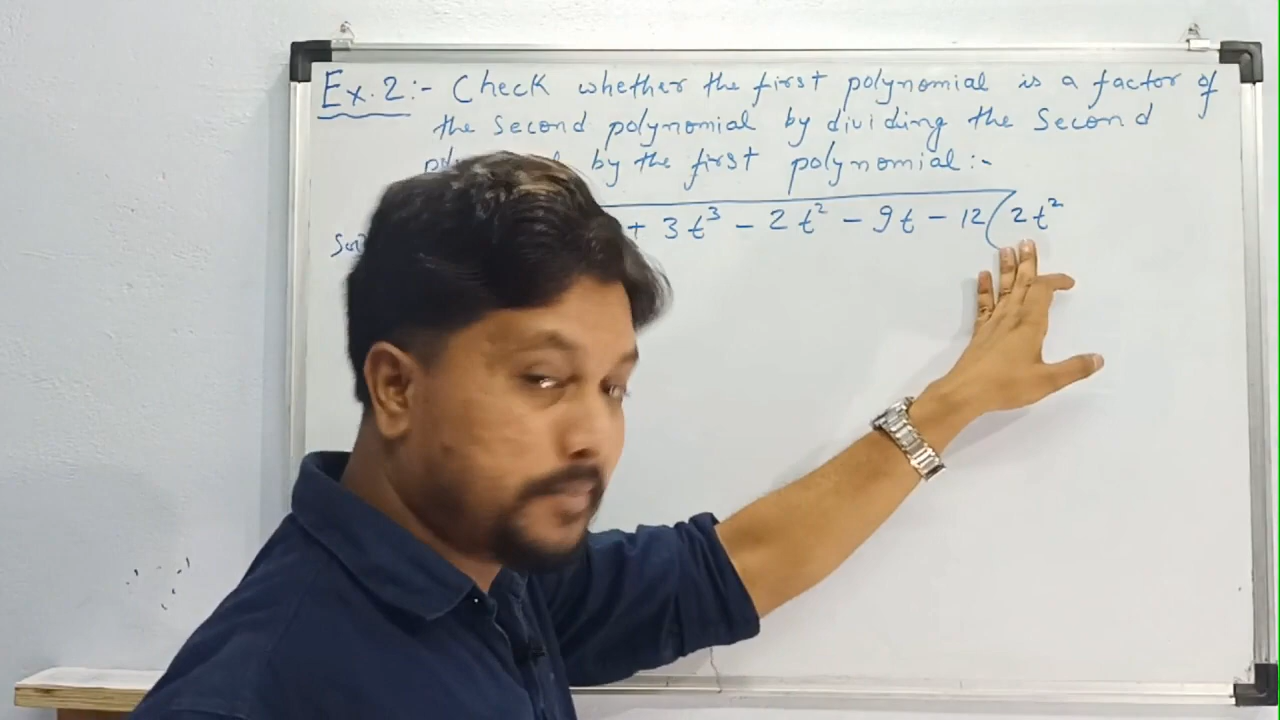 Ex. 2:- Check whether the first polynomial is a factor of
the second polynomial by dividing the second
by the first polynomial:-
+ 3t³ - 2t² - 9t - 12(2t²